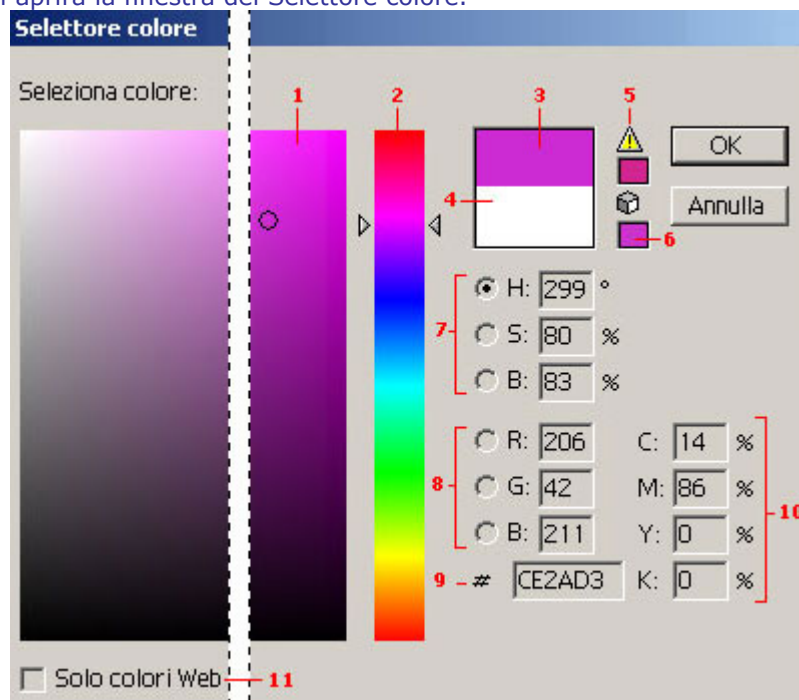 aprirà la finestra del Selettore colore.
Selettore colore
Seleziona colore:
1
2
3
5
OK
4
Annulla
6
7
H: 299 °
S: 80 %
B: 83 %
8
R: 206
G: 42
B: 211
C: 14 %
M: 86 %
Y: 0 %
K: 0 %
10
9
# CE2AD3
Solo colori Web
11